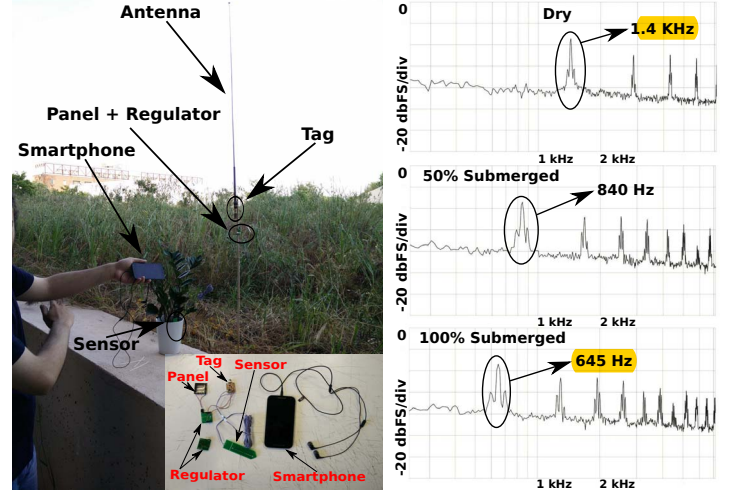 Antenna
Panel + Regulator
Tag
Smartphone
Sensor
Tag
Sensor
Panel
Regulator
Smartphone
0
Dry
1.4 KHz
-20 dbFS/div
1 kHz
2 kHz
0
50% Submerged
840 Hz
-20 dbFS/div
1 kHz
2 kHz
0
100% Submerged
645 Hz
-20 dbFS/div
1 kHz
2 kHz